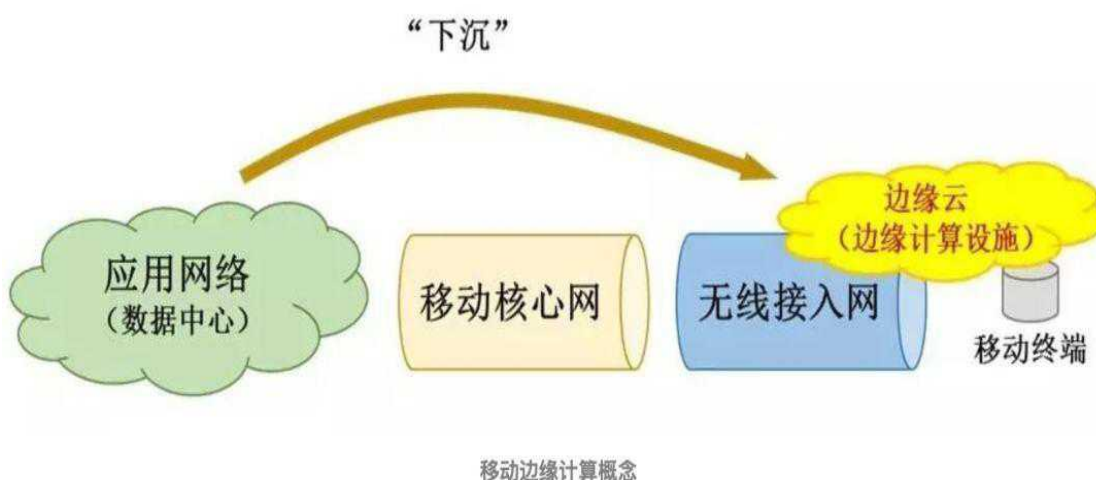 “下沉”
边缘云
（边缘计算设施）
应用网络
（数据中心）
移动核心网
无线接入网
移动终端
移动边缘计算概念